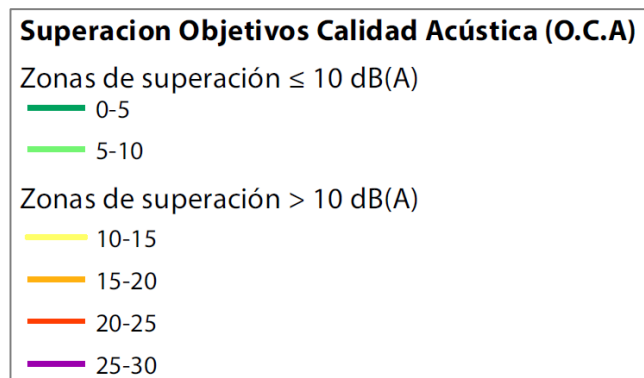 Superacion Objetivos Calidad Acústica (O.C.A)
Zonas de superación ≤ 10 dB(A)
0-5
5-10
Zonas de superación > 10 dB(A)
10-15
15-20
20-25
25-30